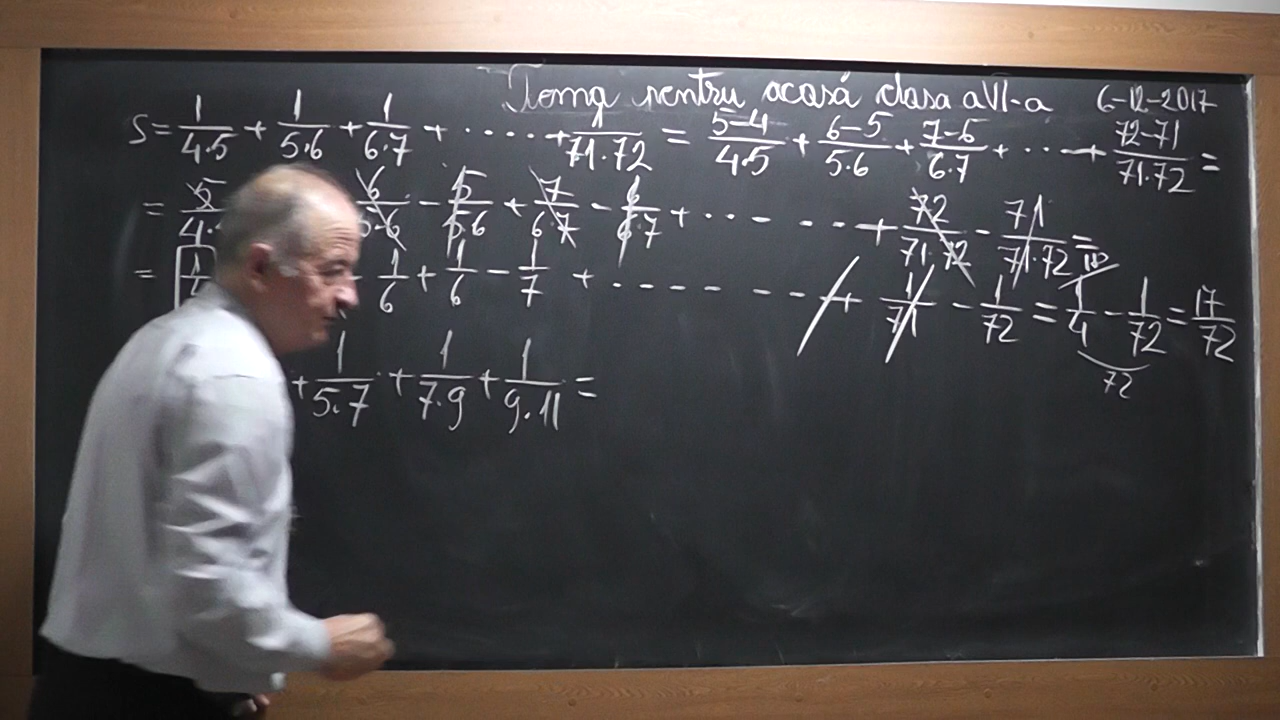 Tema pentru acasă clasa a VI-a 6-12-2017
S = 1/4·5 + 1/5·6 + 1/6·7 + ..... + 1/71·72 = 5-4/4·5 + 6-5/5·6 + 7-6/6·7 + ... + 72-71/71·72 =
= 5/4· 6/5·6 - 5/5·6 + 7/6·7 - 6/6·7 + ... - --- + 72/71·72 - 71/71·72 =
= 1/4 1/6 + 1/6 - 1/7 + ..... --- + 1/71 - 1/72 = 1/4 - 1/72 = 17/72
72
+ 1/5·7 + 1/7·9 + 1/9·11 =